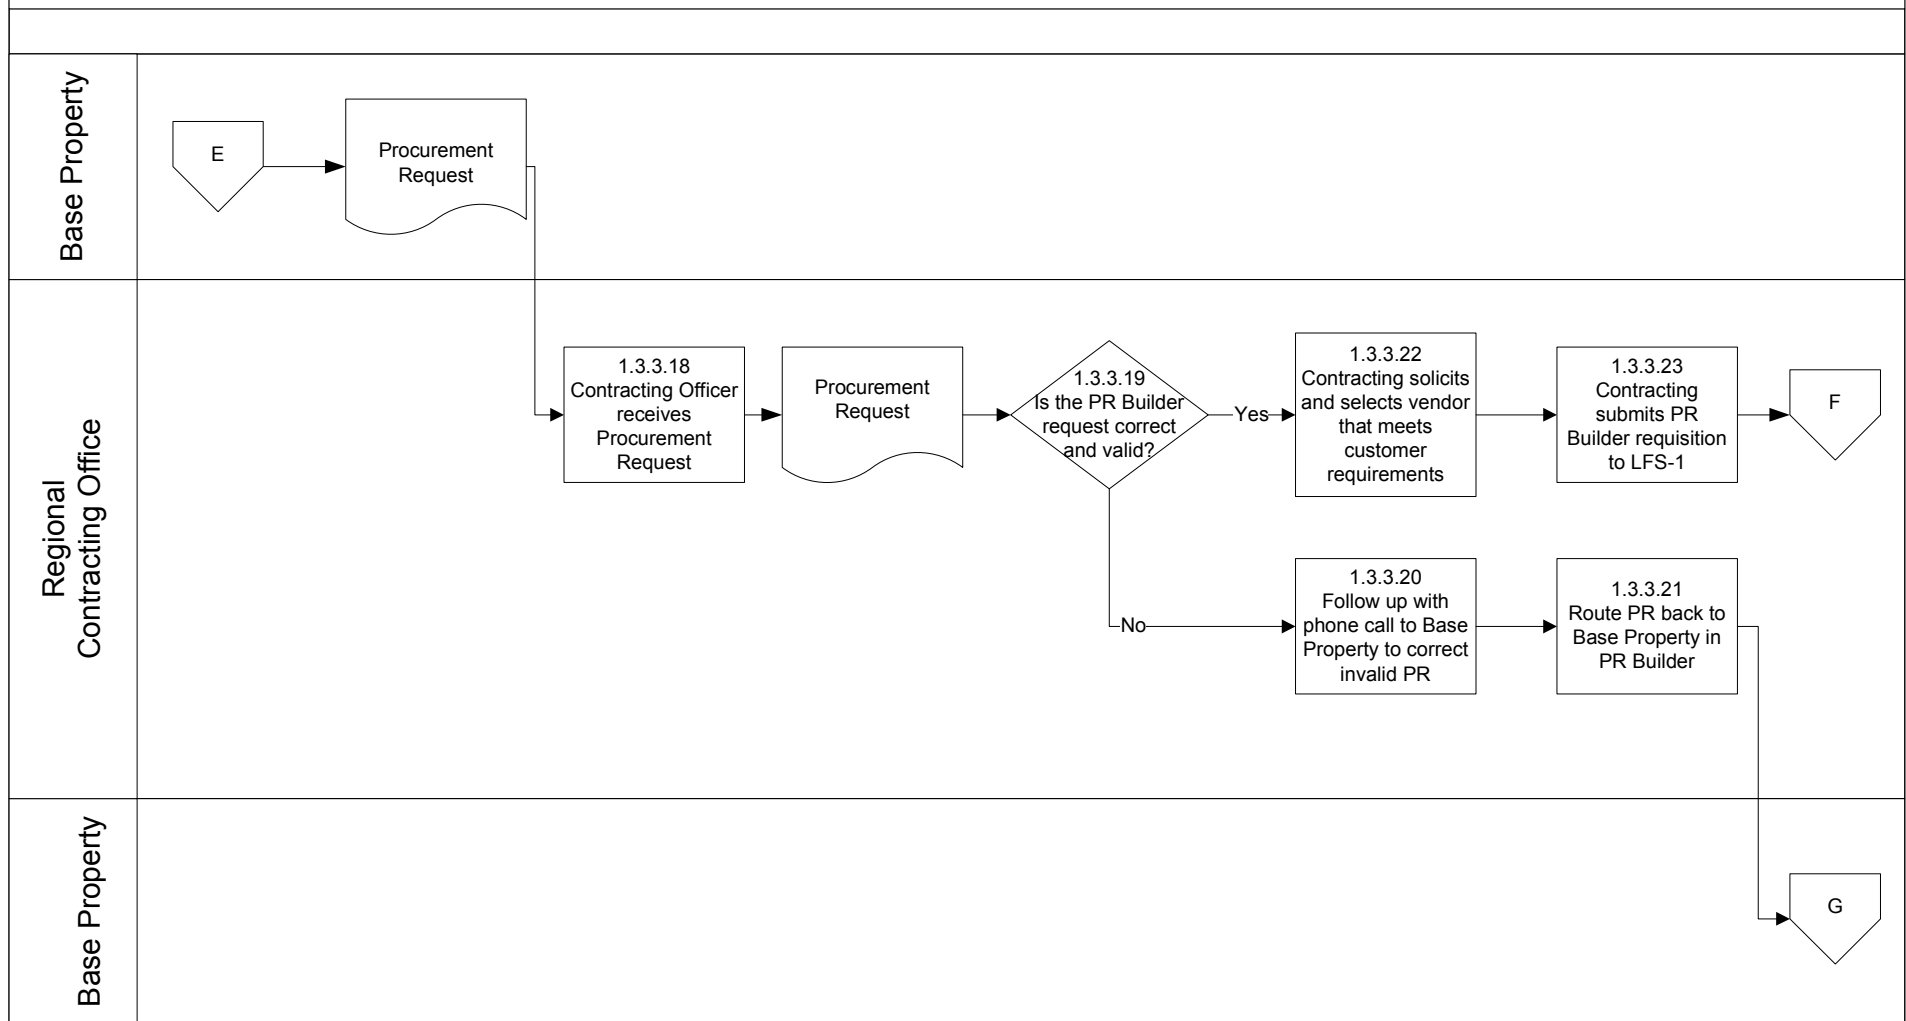 Base Property
E
Procurement
Request
Regional
Contracting Office
1.3.3.18
Contracting Officer
receives
Procurement
Request
Procurement
Request
1.3.3.19
Is the PR Builder
request correct
and valid?
Yes
1.3.3.22
Contracting solicits
and selects vendor
that meets
customer
requirements
1.3.3.23
Contracting
submits PR
Builder requisition
to LFS-1
F
No
1.3.3.20
Follow up with
phone call to Base
Property to correct
invalid PR
1.3.3.21
Route PR back to
Base Property in
PR Builder
Base Property
G